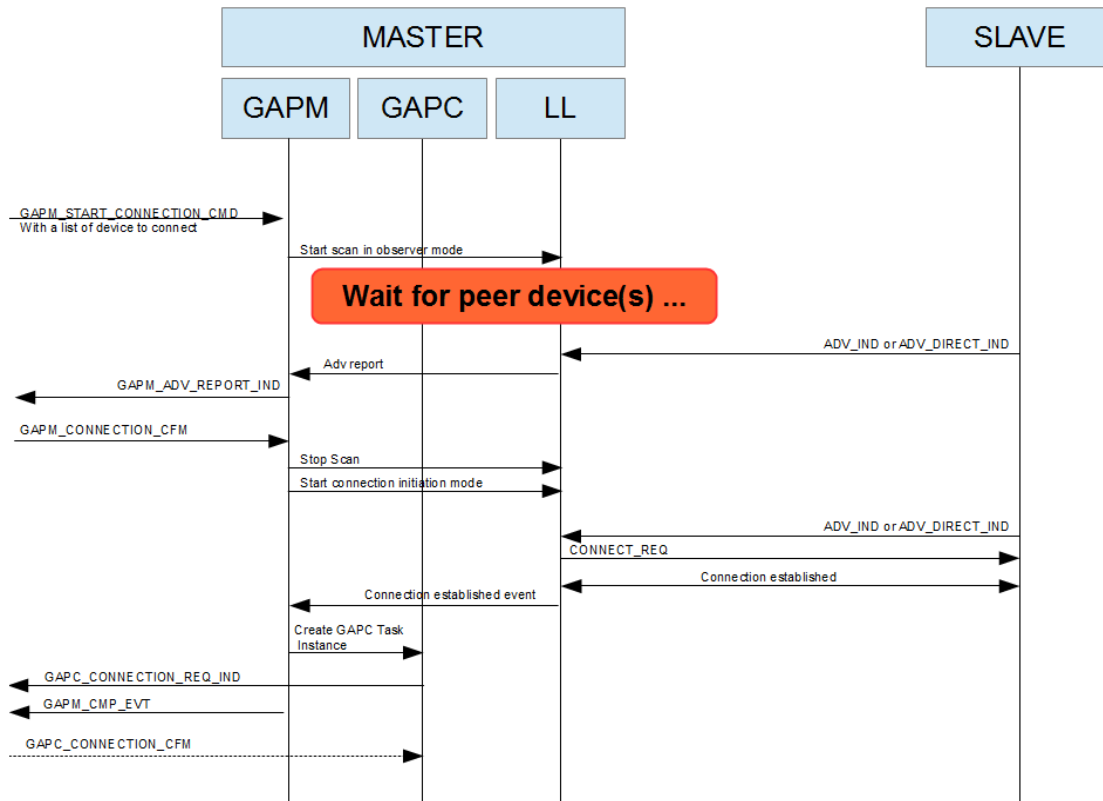 MASTER
SLAVE
GAPM
GAPC
LL
GAPM_START_CONNECTION_CMD
With a list of device to connect
Start scan in observer mode
Wait for peer device(s) ...
ADV_IND or ADV_DIRECT_IND
Adv report
GAPM_ADV_REPORT_IND
GAPM_CONNECTION_CFM
Stop Scan
Start connection initiation mode
ADV_IND or ADV_DIRECT_IND
CONNECT_REQ
Connection established
Connection established event
Create GAPC Task
Instance
GAPC_CONNECTION_REQ_IND
GAPM_CMP_EVT
GAPC_CONNECTION_CFM